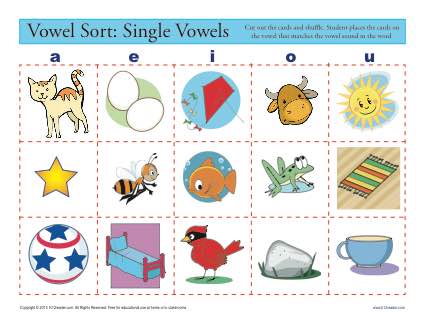 Vowel Sort: Single Vowels
Cut out the cards and shuffle. Student places the cards on
the vowel that matches the vowel sound in the word
a e i o u
Copyright © 2013 K12reader.com. All Rights Reserved. Free for educational use at home or in classrooms.
www.k12reader.com